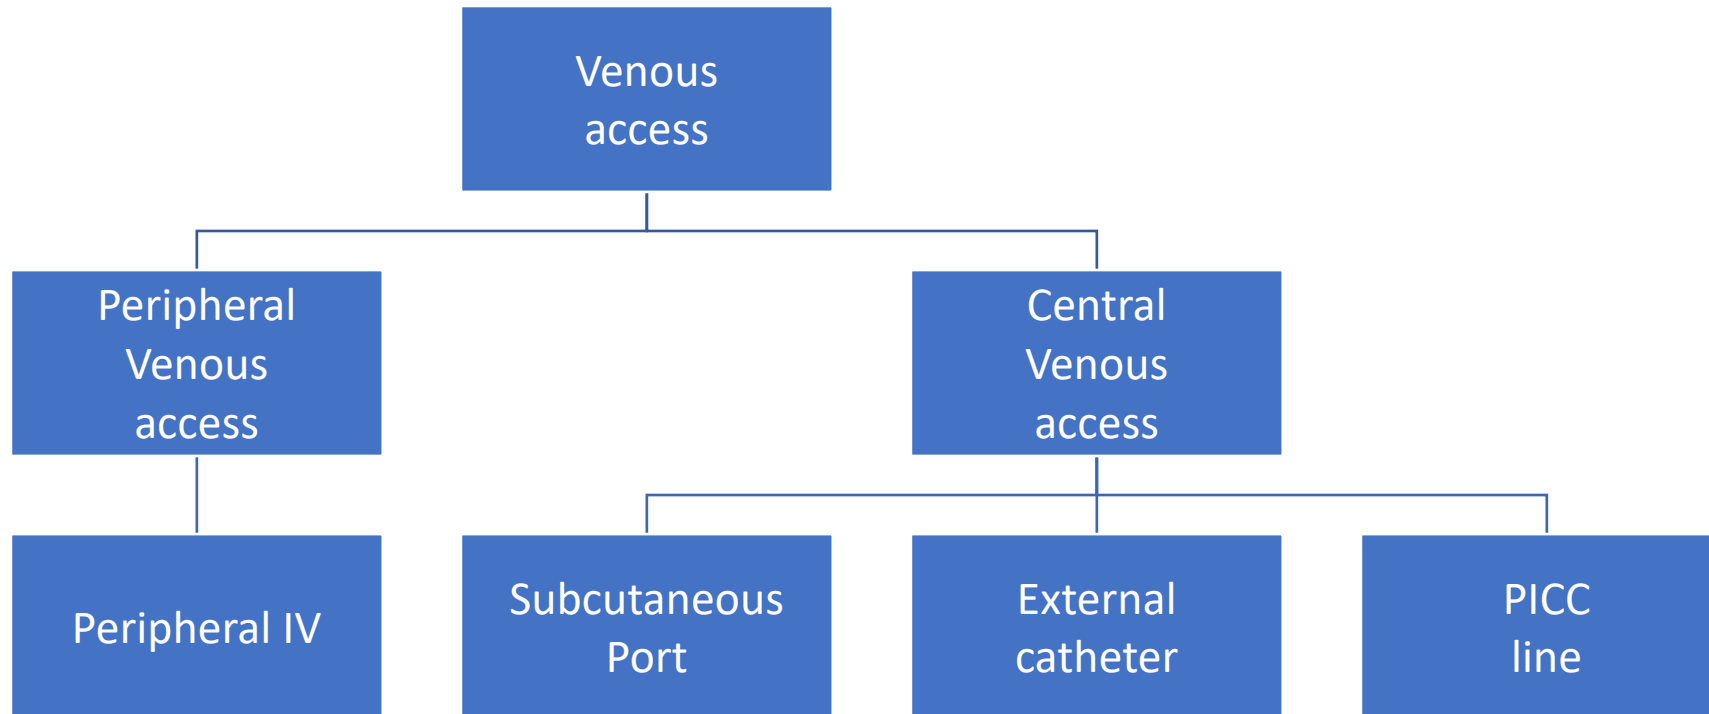 Venous
access
Peripheral
Venous
access
Central
Venous
access
Peripheral IV
Subcutaneous
Port
External
catheter
PICC
line